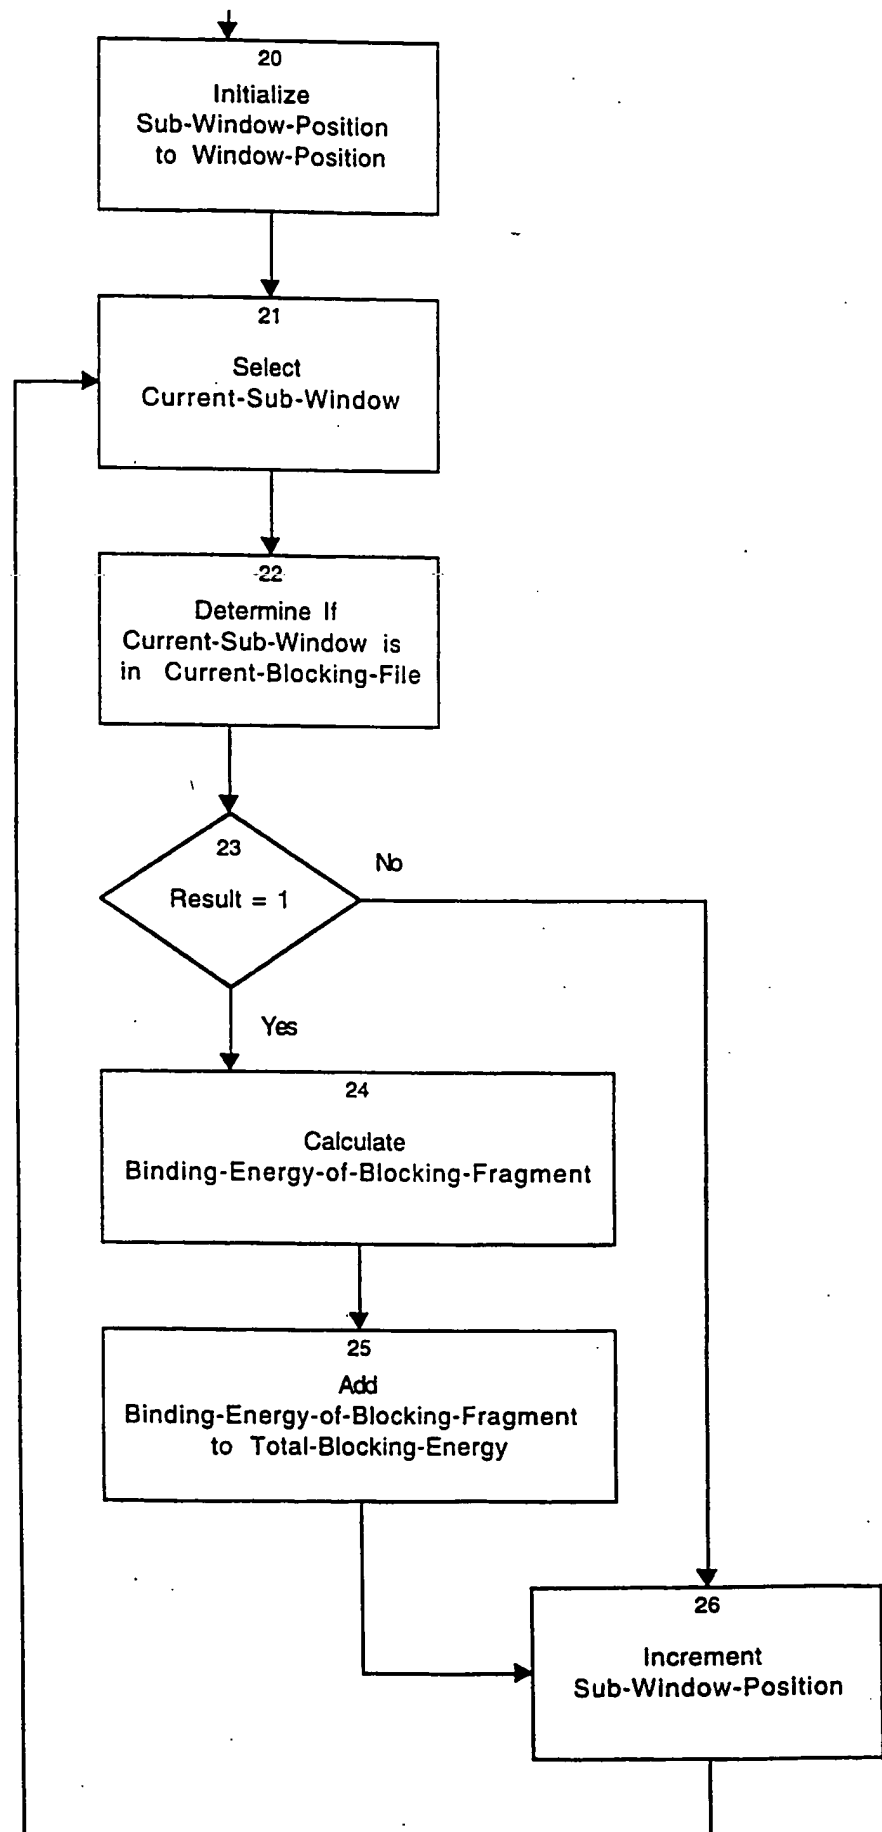 20
Initialize
Sub-Window-Position
to Window-Position
21
Select
Current-Sub-Window
22
Determine If
Current-Sub-Window is
in Current-Blocking-File
23
Result = 1
No
Yes
24
Calculate
Binding-Energy-of-Blocking-Fragment
25
Add
Binding-Energy-of-Blocking-Fragment
to Total-Blocking-Energy
26
Increment
Sub-Window-Position